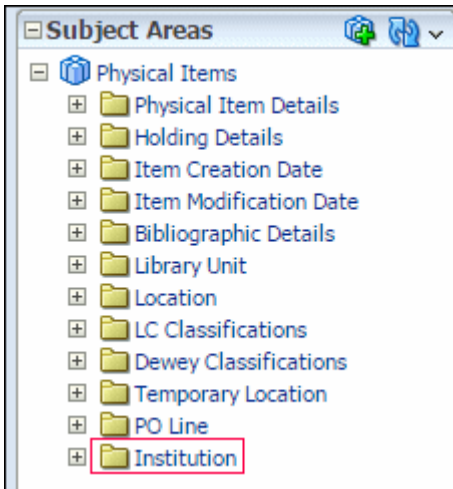 Subject Areas
Physical Items
Physical Item Details
Holding Details
Item Creation Date
Item Modification Date
Bibliographic Details
Library Unit
Location
LC Classifications
Dewey Classifications
Temporary Location
PO Line
Institution